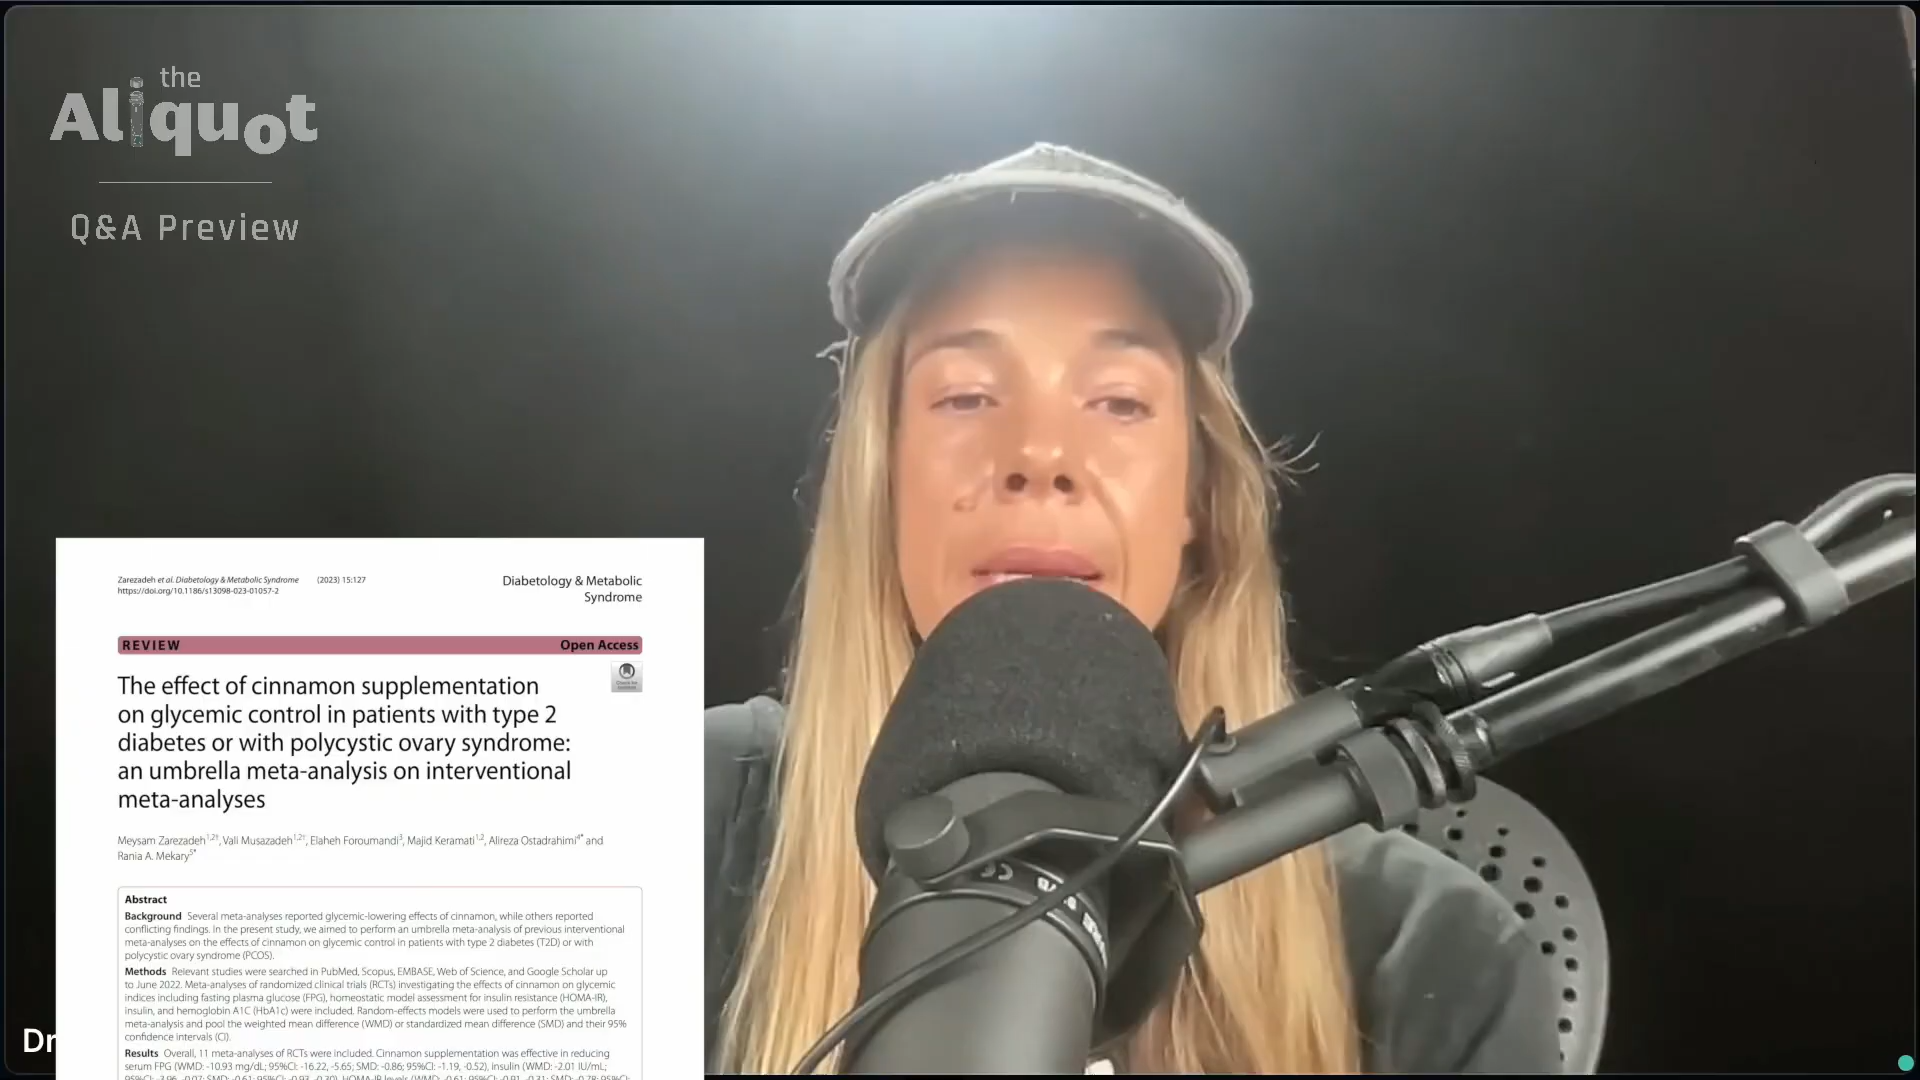 the
Aliquot
Q&A Preview
Zarezadeh et al. Diabetology & Metabolic Syndrome (2023) 15:127
https://doi.org/10.1186/s13098-023-01057-2
Diabetology & Metabolic
Syndrome
REVIEW Open Access
The effect of cinnamon supplementation
on glycemic control in patients with type 2
diabetes or with polycystic ovary syndrome:
an umbrella meta-analysis on interventional
meta-analyses
Meysam Zarezadeh1,2†, Vali Musazadeh1,2†, Elaheh Foroumandi3, Majid Keramati1,2, Alireza Ostadrahimi4* and
Rania A. Mekary5*
Abstract
Background Several meta-analyses reported glycemic-lowering effects of cinnamon, while others reported
conflicting findings. In the present study, we aimed to perform an umbrella meta-analysis of previous interventional
meta-analyses on the effects of cinnamon on glycemic control in patients with type 2 diabetes (T2D) or with
polycystic ovary syndrome (PCOS).
Methods Relevant studies were searched in PubMed, Scopus, EMBASE, Web of Science, and Google Scholar up
to June 2022. Meta-analyses of randomized clinical trials (RCTs) investigating the effects of cinnamon on glycemic
indices including fasting plasma glucose (FPG), homeostatic model assessment for insulin resistance (HOMA-IR),
insulin, and hemoglobin A1C (HbA1c) were included. Random-effects models were used to perform the umbrella
meta-analysis and pool the weighted mean difference (WMD) or standardized mean difference (SMD) and their 95%
confidence intervals (CI).
Results Overall, 11 meta-analyses of RCTs were included. Cinnamon supplementation was effective in reducing
serum FPG (WMD: -10.93 mg/dL; 95%CI: -16.22, -5.65; SMD: -0.86; 95%CI: -1.19, -0.52), insulin (WMD: -2.01 IU/mL;
Dr